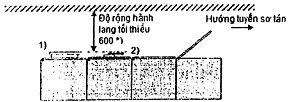 Độ rộng hành
lang tối thiểu
600 *)
Hướng tuyến sơ tán
1)
2)